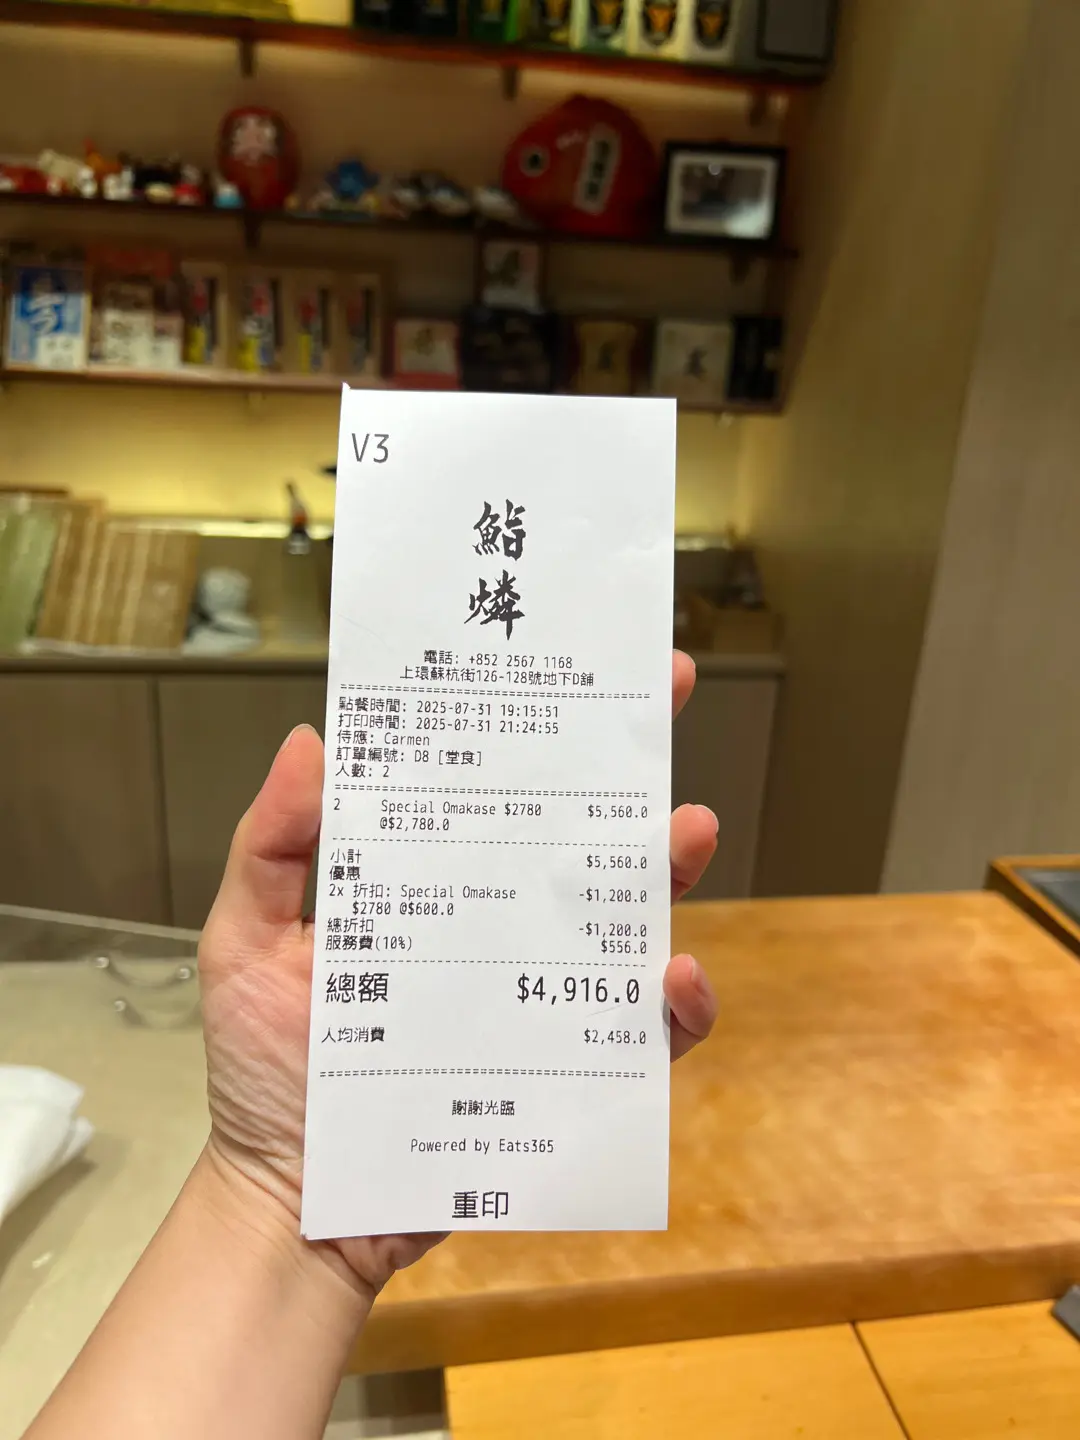 V3
鮨
燐
電話: +852 2567 1168
上環蘇杭街126-128號地下D舖
點餐時間: 2025-07-31 19:15:51
打印時間: 2025-07-31 21:24:55
侍應: Carmen
訂單編號: D8 [堂食]
人數: 2
2 Special Omakase $2780 $5,560.0
@$2,780.0
小計 $5,560.0
優惠
2x 折扣: Special Omakase -$1,200.0
$2780 @$600.0
總折扣 -$1,200.0
服務費(10%) $556.0
總額 $4,916.0
人均消費 $2,458.0
謝謝光臨
Powered by Eats365
重印